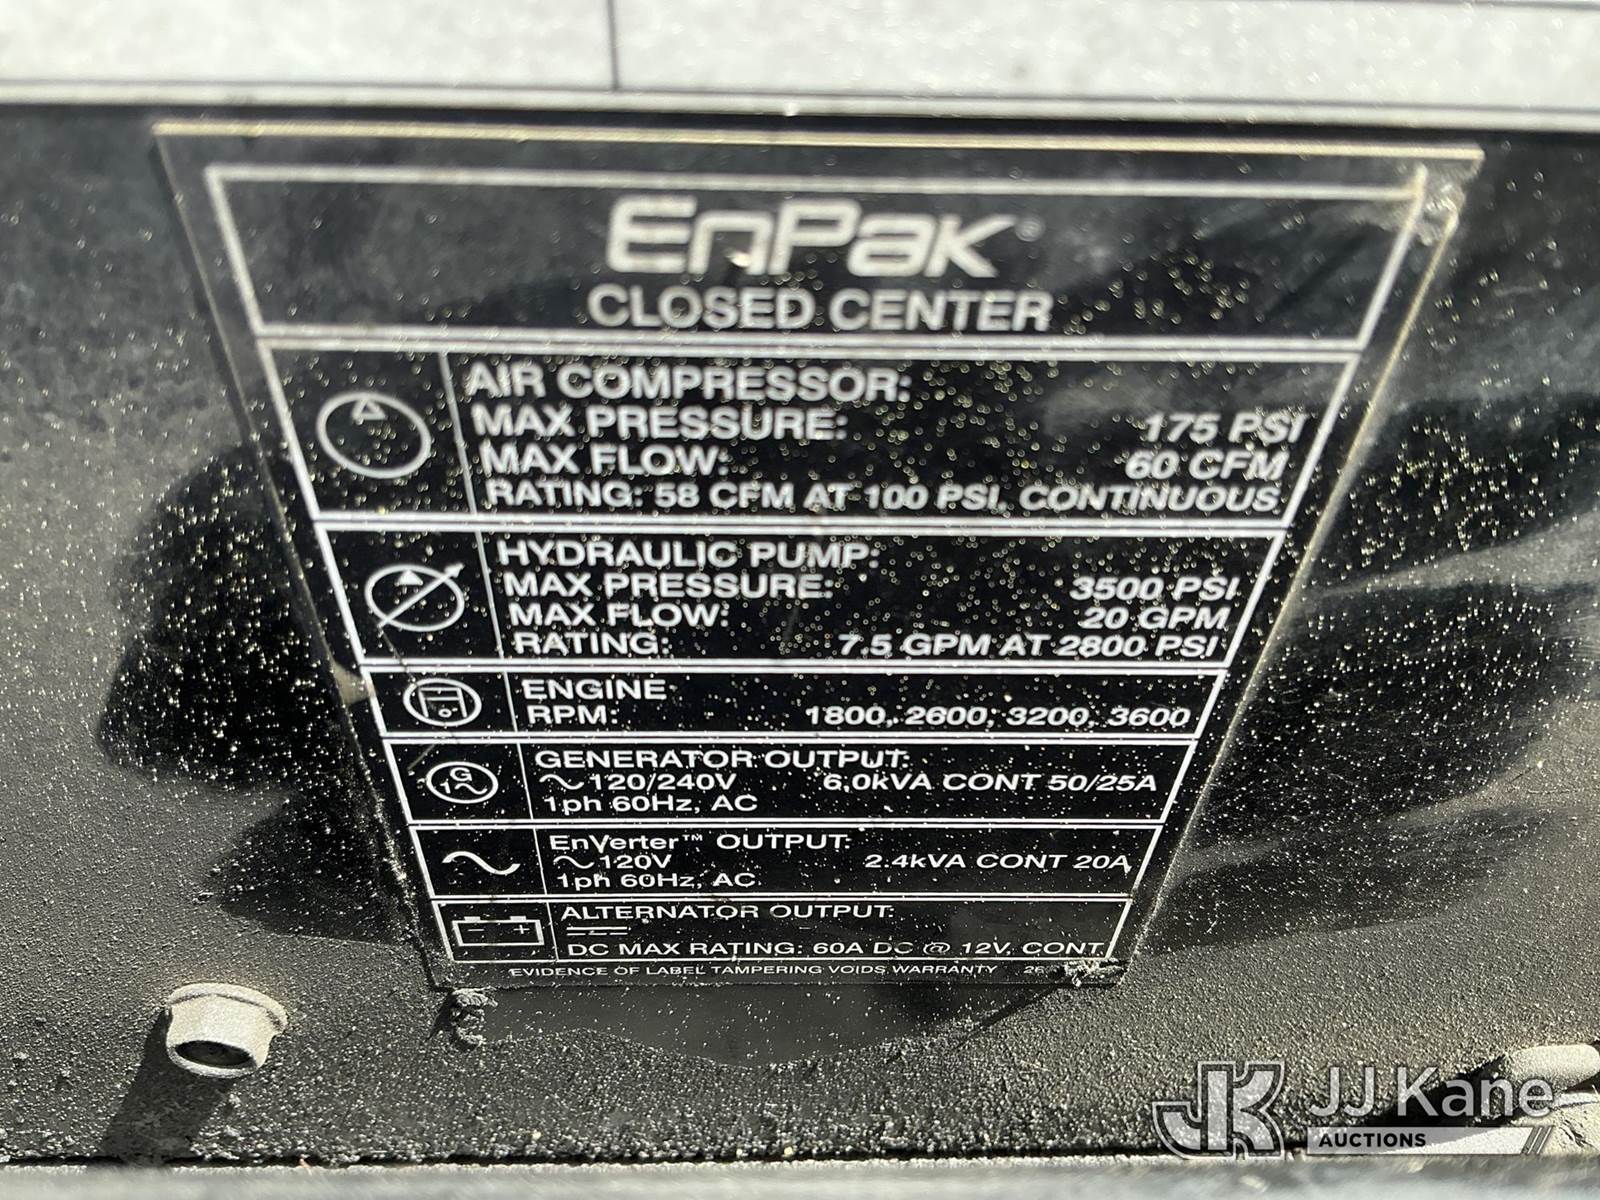 EnPak®
CLOSED CENTER
AIR COMPRESSOR:
MAX PRESSURE: 175 PSI
MAX FLOW: 60 CFM
RATING: 58 CFM AT 100 PSI, CONTINUOUS
HYDRAULIC PUMP:
MAX PRESSURE: 3500 PSI
MAX FLOW: 20 GPM
RATING: 7.5 GPM AT 2800 PSI
ENGINE
RPM: 1800, 2600, 3200, 3600
G
1~
GENERATOR OUTPUT:
~120/240V 6.0kVA CONT 50/25A
1ph 60Hz, AC
EnVerter™ OUTPUT:
~120V 2.4kVA CONT 20A
1ph 60Hz, AC
- +
ALTERNATOR OUTPUT:
DC MAX RATING: 60A DC @ 12V, CONT.
EVIDENCE OF LABEL TAMPERING VOIDS WARRANTY
JK JJ Kane
AUCTIONS